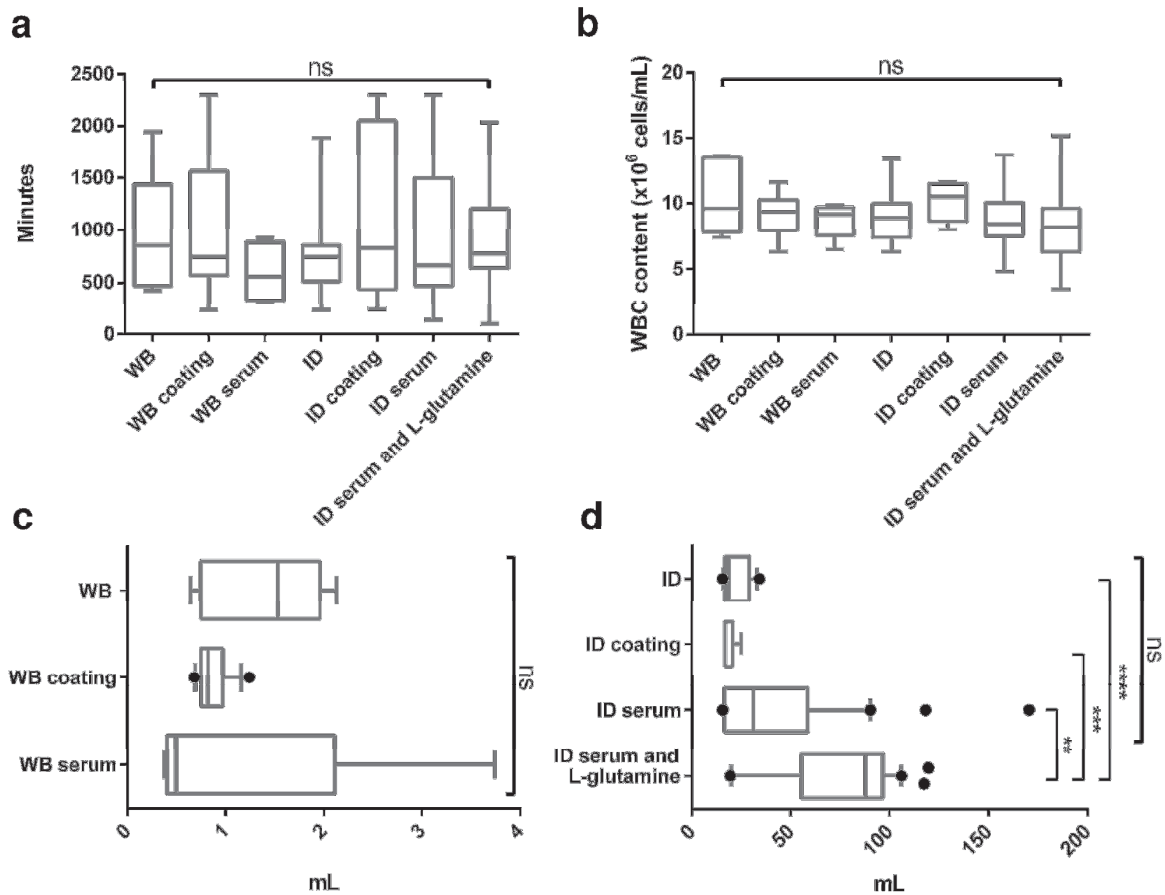 a
ns
Minutes
2500
2000
1500
1000
500
0
WB
WB coating
WB serum
ID
ID coating
ID serum
ID serum and L-glutamine
b
ns
WBC content (x10⁶ cells/mL)
20
15
10
5
0
WB
WB coating
WB serum
ID
ID coating
ID serum
ID serum and L-glutamine
c
WB
WB coating
WB serum
ns
0
1
2
3
4
mL
d
ID
ID coating
ID serum
ID serum and
L-glutamine
**
***
****
ns
0
50
100
150
200
mL